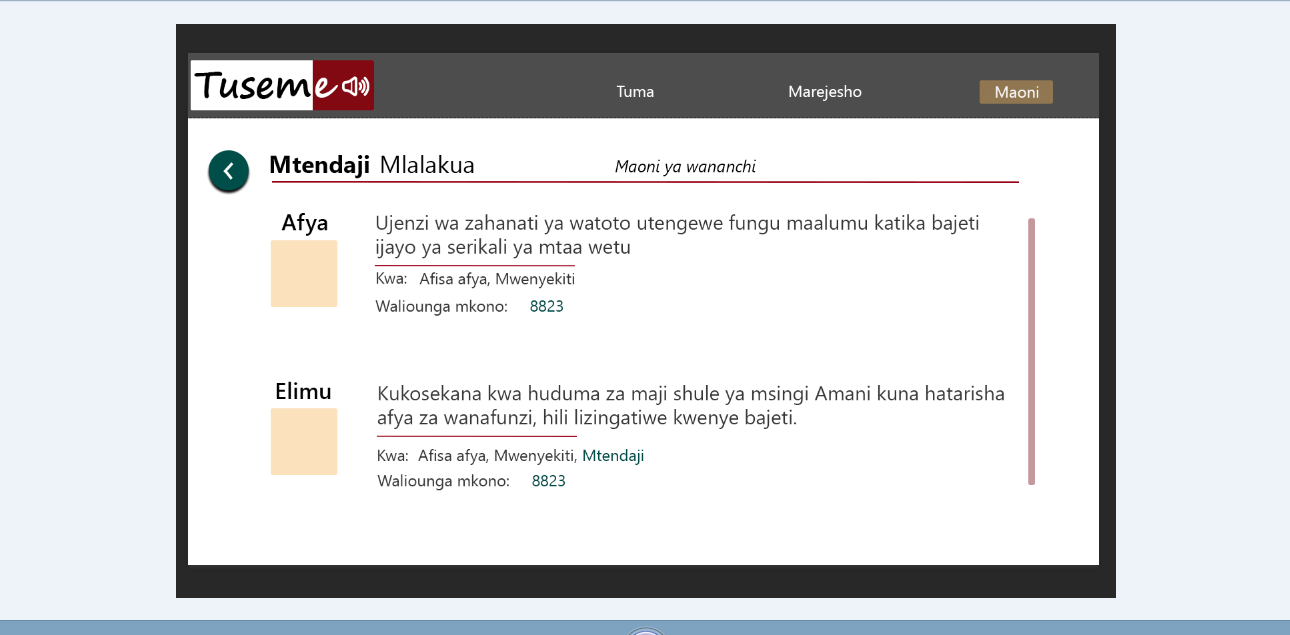 Tuseme
Tuma
Marejesho
Maoni
Mtendaji Mlalakua
Maoni ya wananchi
Afya
Ujenzi wa zahanati ya watoto utengewe fungu maalumu katika bajeti
ijayo ya serikali ya mtaa wetu
Kwa: Afisa afya, Mwenyekiti
Waliounga mkono: 8823
Elimu
Kukosekana kwa huduma za maji shule ya msingi Amani kuna hatarisha
afya za wanafunzi, hili lizingatiwe kwenye bajeti.
Kwa: Afisa afya, Mwenyekiti, Mtendaji
Waliounga mkono: 8823